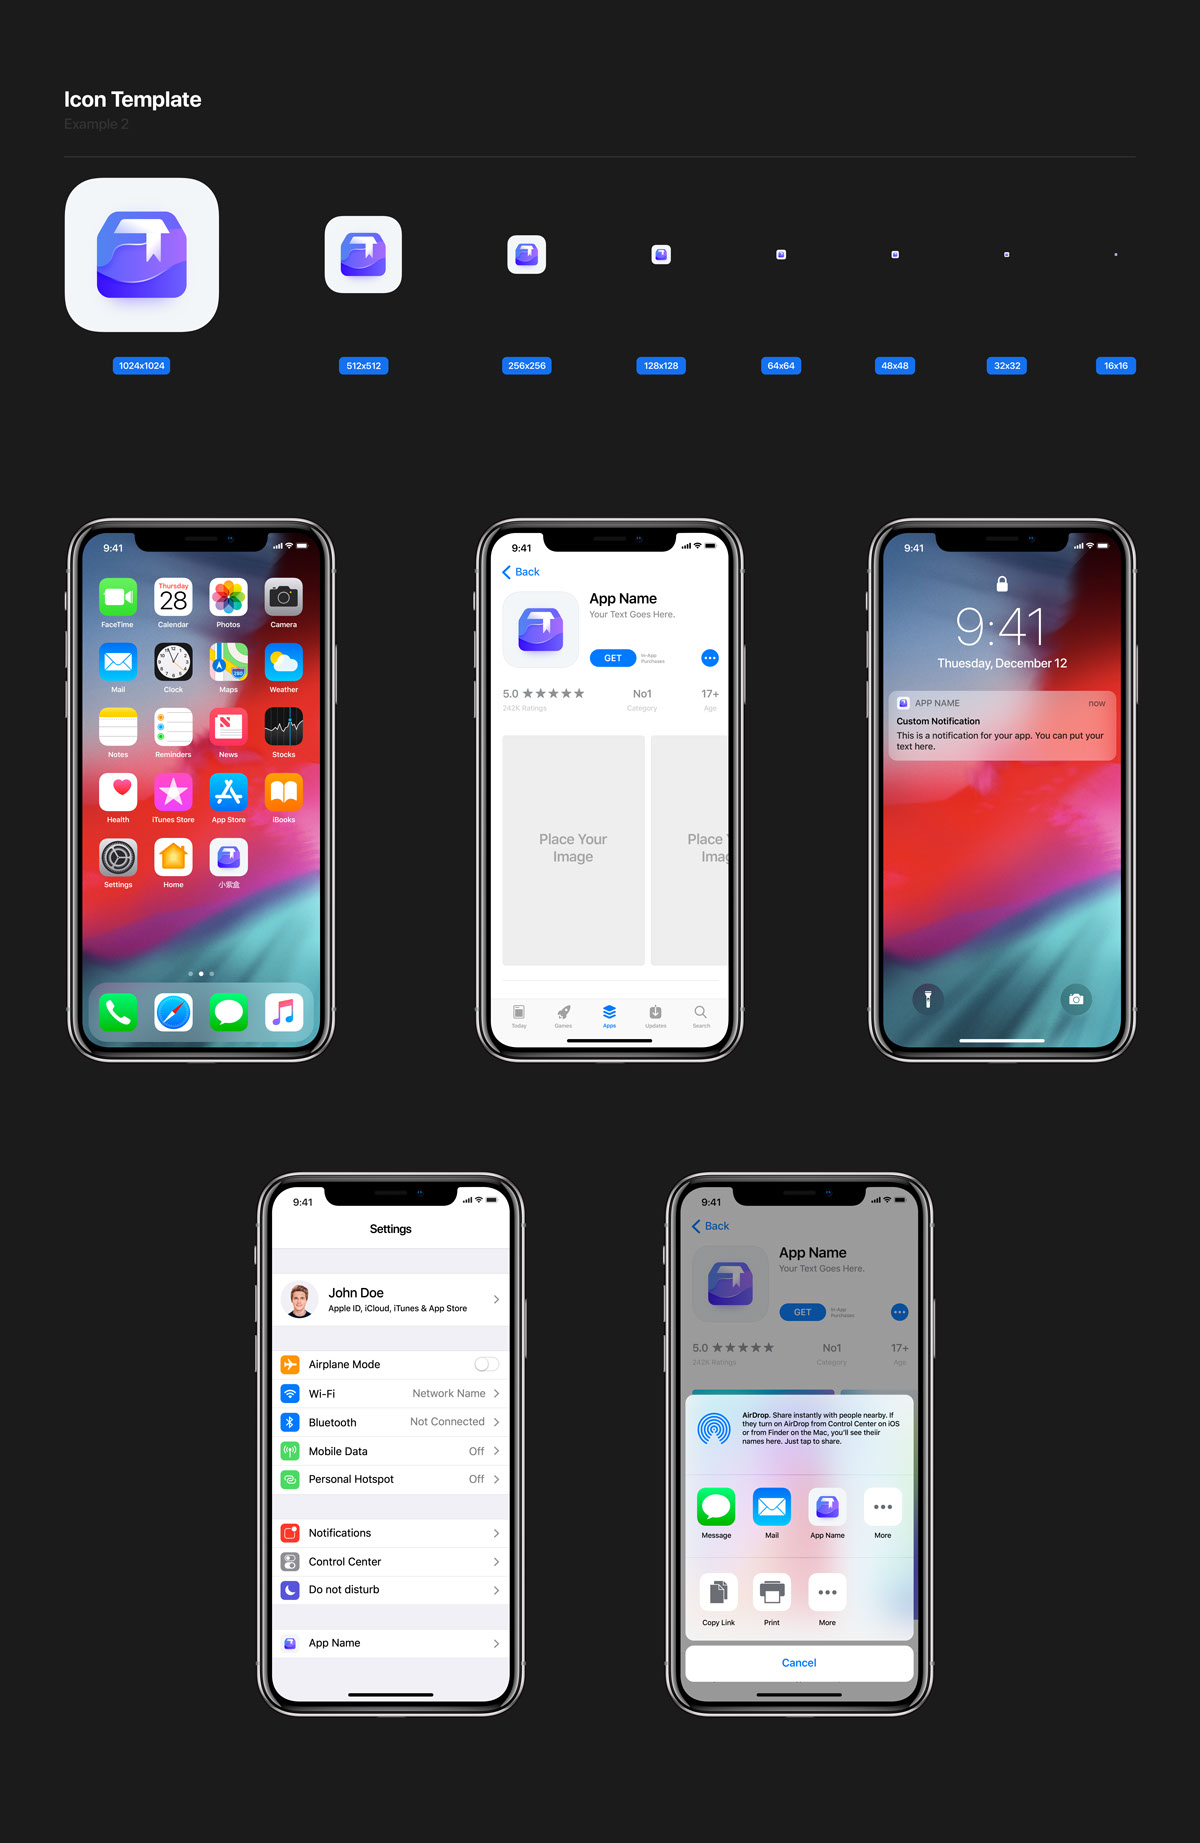 Icon Template
Example 2
1024x1024
512x512
256x256
128x128
64x64
48x48
32x32
16x16
9:41
Thursday
28
FaceTime
Calendar
Photos
Camera
Mail
Clock
Maps
280
Weather
Notes
Reminders
News
Stocks
Health
iTunes Store
App Store
iBooks
Settings
Home
小紫盒
9:41
Back
App Name
Your Text Goes Here.
GET
In-App
Purchases
5.0 ★★★★★
242K Ratings
No1
Category
17+
Age
Place Your
Image
Place Y
Imag
Today
Games
Apps
Updates
Search
9:41
9:41
Thuesday, December 12
APP NAME
now
Custom Notification
This is a notification for your app. You can put your
text here.
9:41
Settings
John Doe
Apple ID, iCloud, iTunes & App Store
Airplane Mode
Wi-Fi
Network Name
Bluetooth
Not Connected
Mobile Data
Off
Personal Hotspot
Off
Notifications
Control Center
Do not disturb
App Name
9:41
Back
App Name
Your Text Goes Here.
GET
In-App
Purchases
5.0 ★★★★★
242K Ratings
No1
Category
17+
Age
AirDrop. Share instantly with people nearby. If
they turn on AirDrop from Control Center on iOS
or from Finder on the Mac, you'll see theiir
names here. Just tap to share.
Message
Mail
App Name
More
Copy Link
Print
More
Cancel